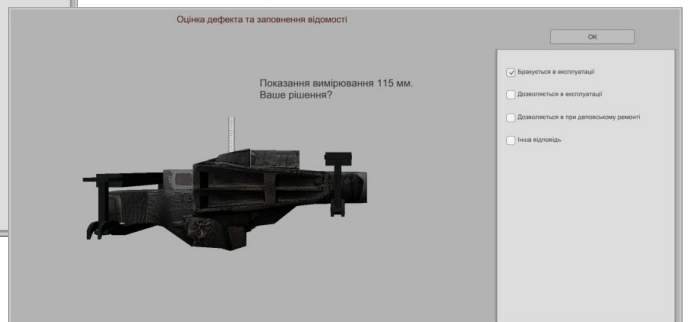 Оцінка дефекта та заповнення відомості
OK
Показання вимірювання 115 мм.
Ваше рішення?
Бракується в експлуатації
Дозволяється в експлуатації
Дозволяється в при деповському ремонті
Інша відповідь